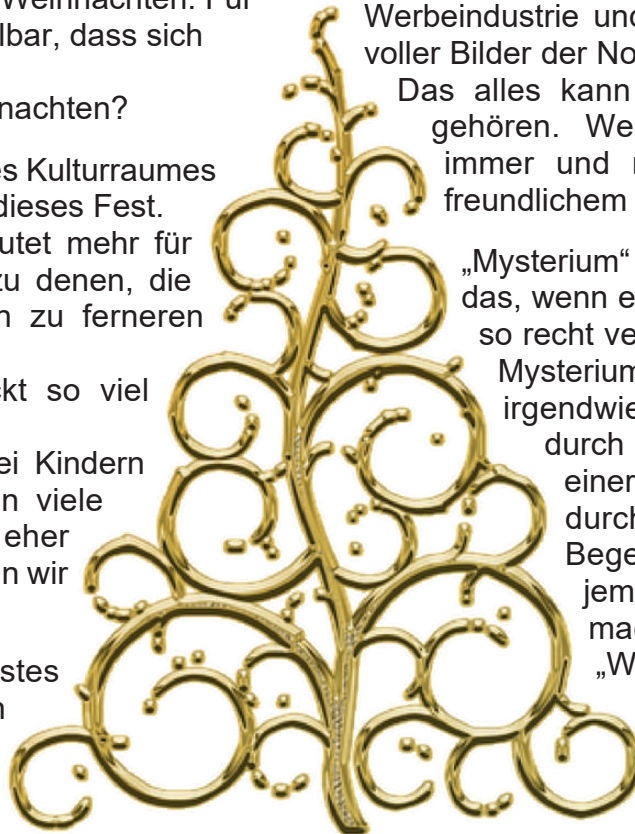 Weihnachten. Für
lbar, dass sich
nachten?
es Kulturraumes
dieses Fest.
utet mehr für
zu denen, die
n zu ferneren
kt so viel
ei Kindern
n viele
eher
n wir
stes
n
Werbeindustrie und
voller Bilder der No
Das alles kann
gehören. We
immer und
freundlichem
„Mysterium“
das, wenn e
so recht ve
Mysterium
irgendwie
durch
einer
durch
Bege
jem
mac
„W